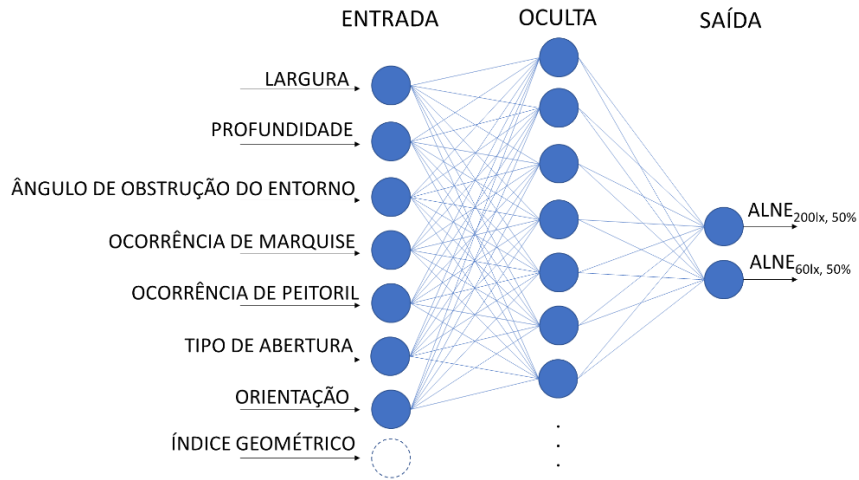 ENTRADA
OCULTA
SAÍDA
LARGURA
PROFUNDIDADE
ÂNGULO DE OBSTRUÇÃO DO ENTORNO
OCORRÊNCIA DE MARQUISE
OCORRÊNCIA DE PEITORIL
TIPO DE ABERTURA
ORIENTAÇÃO
ÍNDICE GEOMÉTRICO
ALNE200lx, 50%
ALNE60lx, 50%